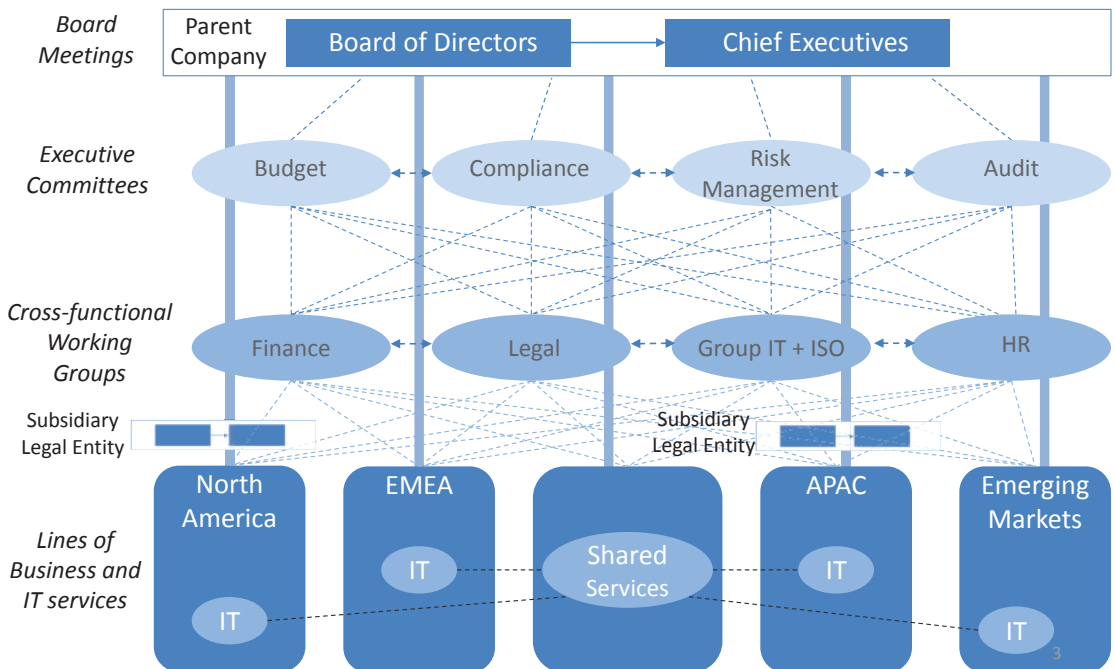 Board
Meetings
Parent
Company
Board of Directors
Chief Executives
Executive
Committees
Budget
Compliance
Risk
Management
Audit
Cross-functional
Working
Groups
Finance
Legal
Group IT + ISO
HR
Subsidiary
Legal Entity
Subsidiary
Legal Entity
North
America
EMEA
APAC
Emerging
Markets
Lines of
Business and
IT services
IT
IT
Shared
Services
IT
IT
3